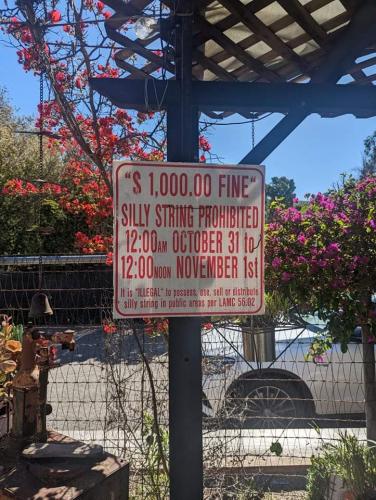 "$ 1,000.00 FINE"
SILLY STRING PROHIBITED
12:00AM OCTOBER 31 to
12:00NOON NOVEMBER 1st
It is "ILLEGAL" to possess, use, sell or distribute
silly string in public areas per LAMC 56.02